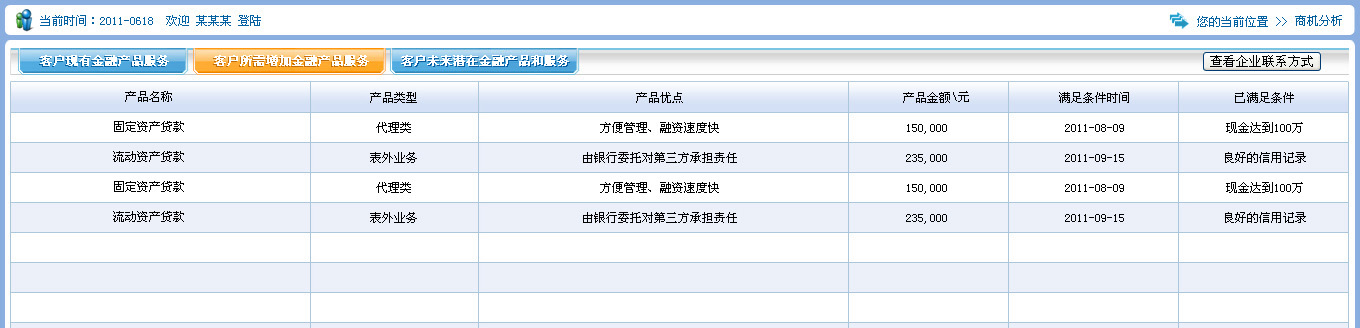 当前时间：2011-0618 欢迎 某某某 登陆 您的当前位置 >> 商机分析
客户现有金融产品服务 客户所需增加金融产品服务 客户未来潜在金融产品和服务 查看企业联系方式
产品名称 产品类型 产品优点 产品金额\元 满足条件时间 已满足条件
固定资产贷款 代理类 方便管理、融资速度快 150,000 2011-08-09 现金达到100万
流动资产贷款 表外业务 由银行委托对第三方承担责任 235,000 2011-09-15 良好的信用记录
固定资产贷款 代理类 方便管理、融资速度快 150,000 2011-08-09 现金达到100万
流动资产贷款 表外业务 由银行委托对第三方承担责任 235,000 2011-09-15 良好的信用记录